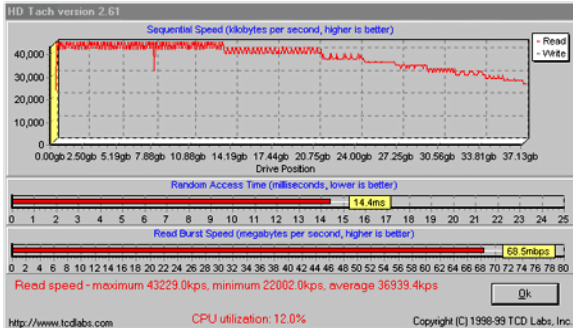 HD Tach version 2.61
Sequential Speed (kilobytes per second, higher is better)
Read
Write
40,000
30,000
20,000
10,000
0
0.00gb 2.50gb 5.19gb 7.88gb 10.88gb 14.19gb 17.44gb 20.75gb 24.00gb 27.25gb 30.56gb 33.81gb 37.13gb
Drive Position
Random Access Time (milliseconds, lower is better)
14.4ms
0 1 2 3 4 5 6 7 8 9 10 11 12 13 14 15 16 17 18 19 20 21 22 23 24 25
Read Burst Speed (megabytes per second, higher is better)
68.5mbps
0 2 4 6 8 10 12 14 16 18 20 22 24 26 28 30 32 34 36 38 40 42 44 46 48 50 52 54 56 58 60 62 64 66 68 70 72 74 76 78 80
Read speed - maximum 43229.0kps, minimum 22002.0kps, average 36939.4kps
Ok
http://www.tcdlabs.com
CPU utilization: 12.0%
Copyright (C) 1998-99 TCD Labs, Inc.